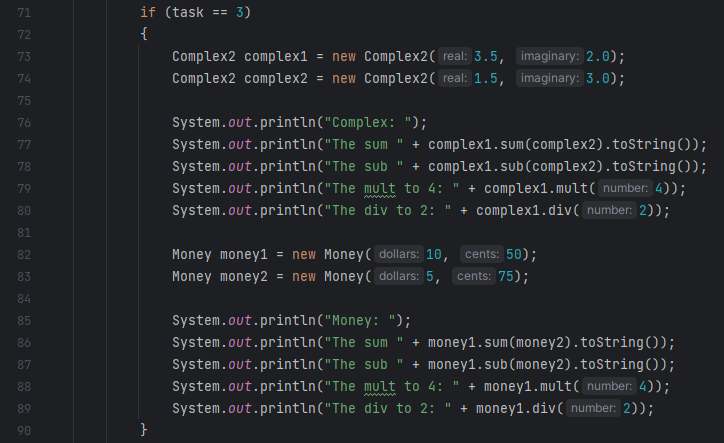 71 if (task == 3)
72 {
73 Complex2 complex1 = new Complex2( real: 3.5, imaginary: 2.0);
74 Complex2 complex2 = new Complex2( real: 1.5, imaginary: 3.0);
75
76 System.out.println("Complex: ");
77 System.out.println("The sum " + complex1.sum(complex2).toString());
78 System.out.println("The sub " + complex1.sub(complex2).toString());
79 System.out.println("The mult to 4: " + complex1.mult( number: 4));
80 System.out.println("The div to 2: " + complex1.div( number: 2));
81
82 Money money1 = new Money( dollars: 10, cents: 50);
83 Money money2 = new Money( dollars: 5, cents: 75);
84
85 System.out.println("Money: ");
86 System.out.println("The sum " + money1.sum(money2).toString());
87 System.out.println("The sub " + money1.sub(money2).toString());
88 System.out.println("The mult to 4: " + money1.mult( number: 4));
89 System.out.println("The div to 2: " + money1.div( number: 2));
90 }